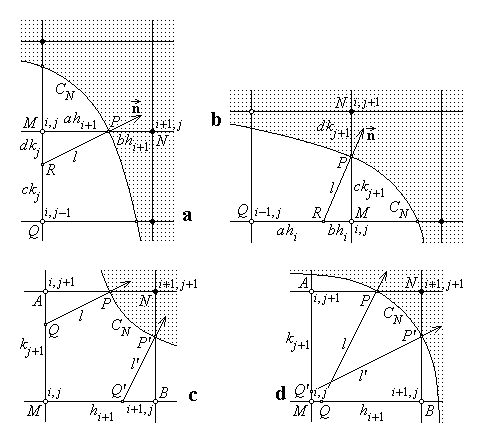 C_N
M i,j ah_{i+1} P n i+1,j
dk_j bh_{i+1} N
R l
ck_j
i,j-1
Q a
b N i,j+1
dk_{j+1} n
P
l ck_{j+1}
Q i-1,j R M C_N
ah_i bh_i i,j
i,j+1 i+1,j+1
A P N
Q l C_N
P'
k_{j+1} l'
i,j Q' B
M h_{i+1} i+1,j c
A P N i+1,j+1
i,j+1 C_N
P'
k_{j+1} l
l'
Q' i,j i+1,j
M Q h_{i+1} B
d